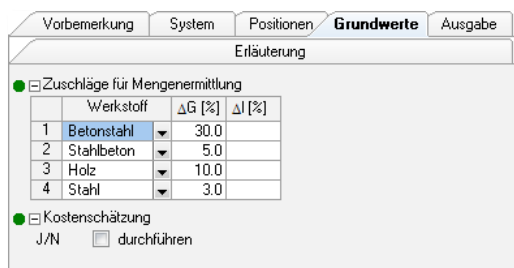 Vorbemerkung System Positionen Grundwerte Ausgabe
Erläuterung
Zuschläge für Mengenermittlung
Werkstoff ΔG [%] ΔI [%]
1 Betonstahl 30.0
2 Stahlbeton 5.0
3 Holz 10.0
4 Stahl 3.0
Kostenschätzung
J/N durchführen